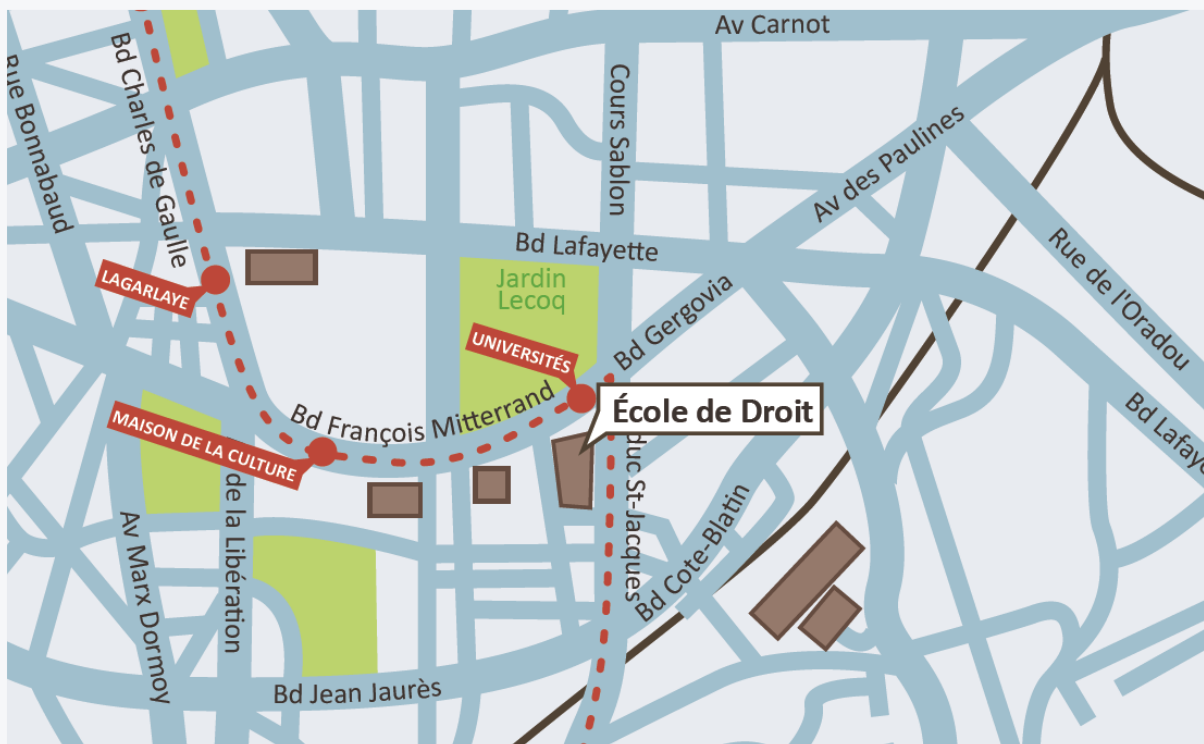 Av Carnot
Bd Charles de Gaulle
Rue Bonnabaud
Cours Sablon
Av des Paulines
Bd Lafayette
Rue de l'Oradou
LAGARLAYE
Jardin
Lecoq
Bd Gergovia
UNIVERSITÉS
Bd François Mitterrand
École de Droit
MAISON DE LA CULTURE
Bd Lafaye
duc St-Jacques
de la Libération
Av Marx Dormoy
Bd Cote-Blatin
Bd Jean Jaurès